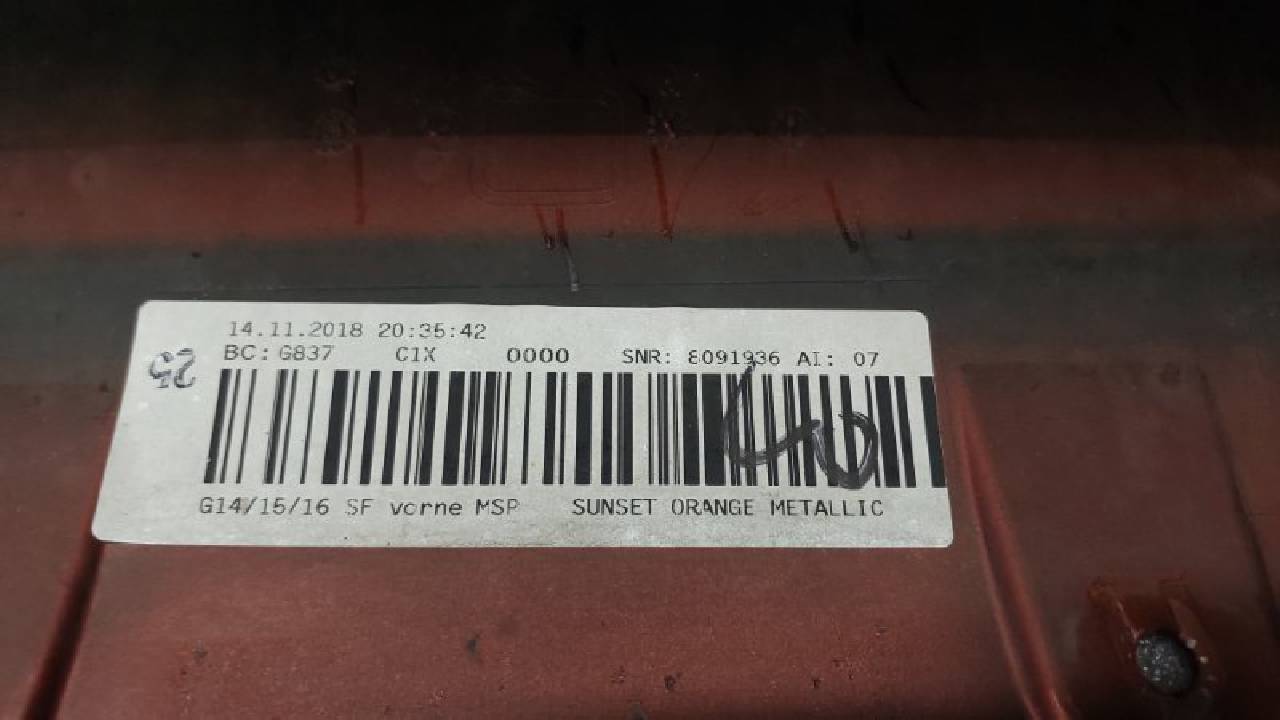 14.11.2018 20:35:42
BC: G837 C1X 0000 SNR: 8091936 AI: 07
25
G14/15/16 SF vorne MSP SUNSET ORANGE METALLIC